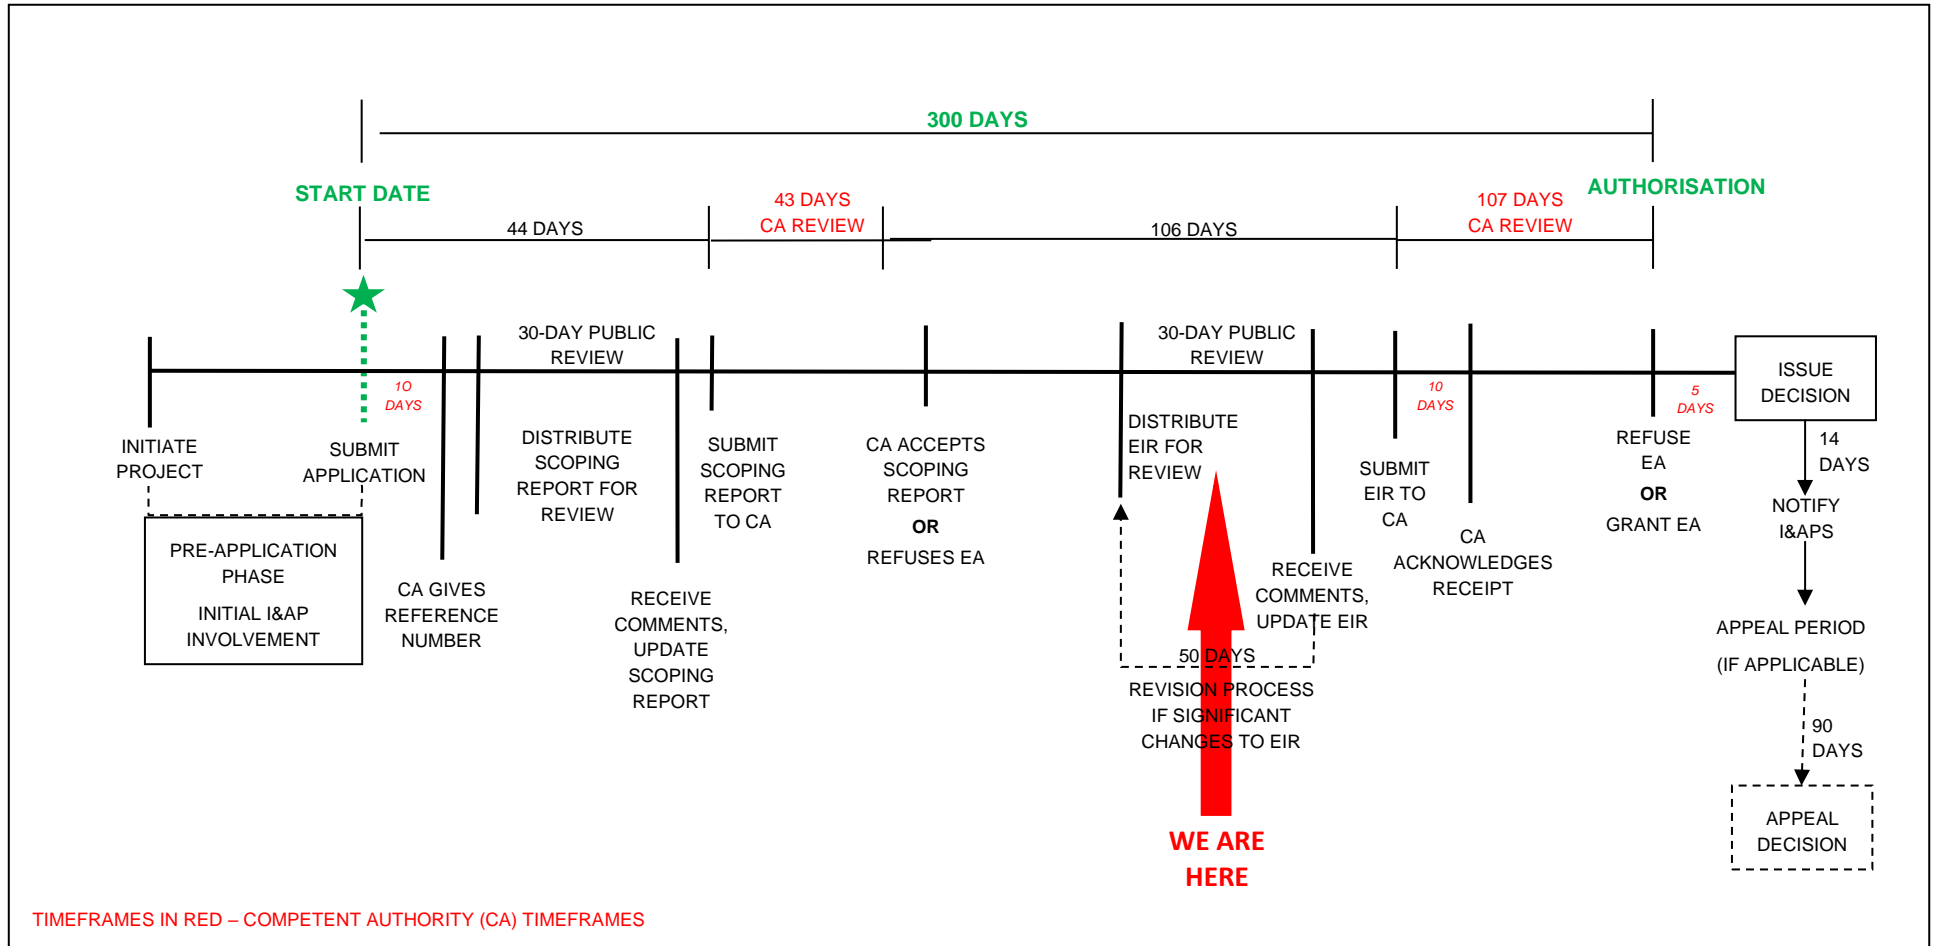 300 DAYS
START DATE
AUTHORISATION
44 DAYS
43 DAYS
CA REVIEW
106 DAYS
107 DAYS
CA REVIEW
30-DAY PUBLIC
REVIEW
30-DAY PUBLIC
REVIEW
1O
DAYS
10
DAYS
5
DAYS
ISSUE
DECISION
INITIATE
PROJECT
SUBMIT
APPLICATION
DISTRIBUTE
SCOPING
REPORT FOR
REVIEW
SUBMIT
SCOPING
REPORT
TO CA
CA ACCEPTS
SCOPING
REPORT
OR
REFUSES EA
DISTRIBUTE
EIR FOR
REVIEW
SUBMIT
EIR TO
CA
REFUSE
EA
OR
GRANT EA
14
DAYS
NOTIFY
I&APS
PRE-APPLICATION
PHASE
INITIAL I&AP
INVOLVEMENT
CA GIVES
REFERENCE
NUMBER
RECEIVE
COMMENTS,
UPDATE
SCOPING
REPORT
RECEIVE
COMMENTS,
UPDATE EIR
CA
ACKNOWLEDGES
RECEIPT
50 DAYS
REVISION PROCESS
IF SIGNIFICANT
CHANGES TO EIR
APPEAL PERIOD
(IF APPLICABLE)
90
DAYS
APPEAL
DECISION
WE ARE
HERE
TIMEFRAMES IN RED – COMPETENT AUTHORITY (CA) TIMEFRAMES